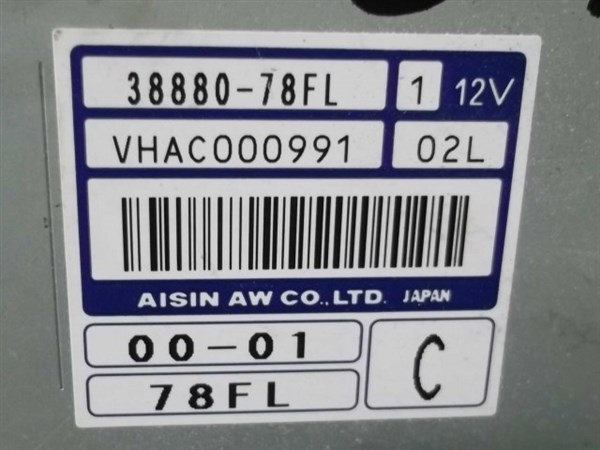 38880-78FL 1 12V
VHAC000991 02L
AISIN AW CO.,LTD. JAPAN
00-01
78FL C